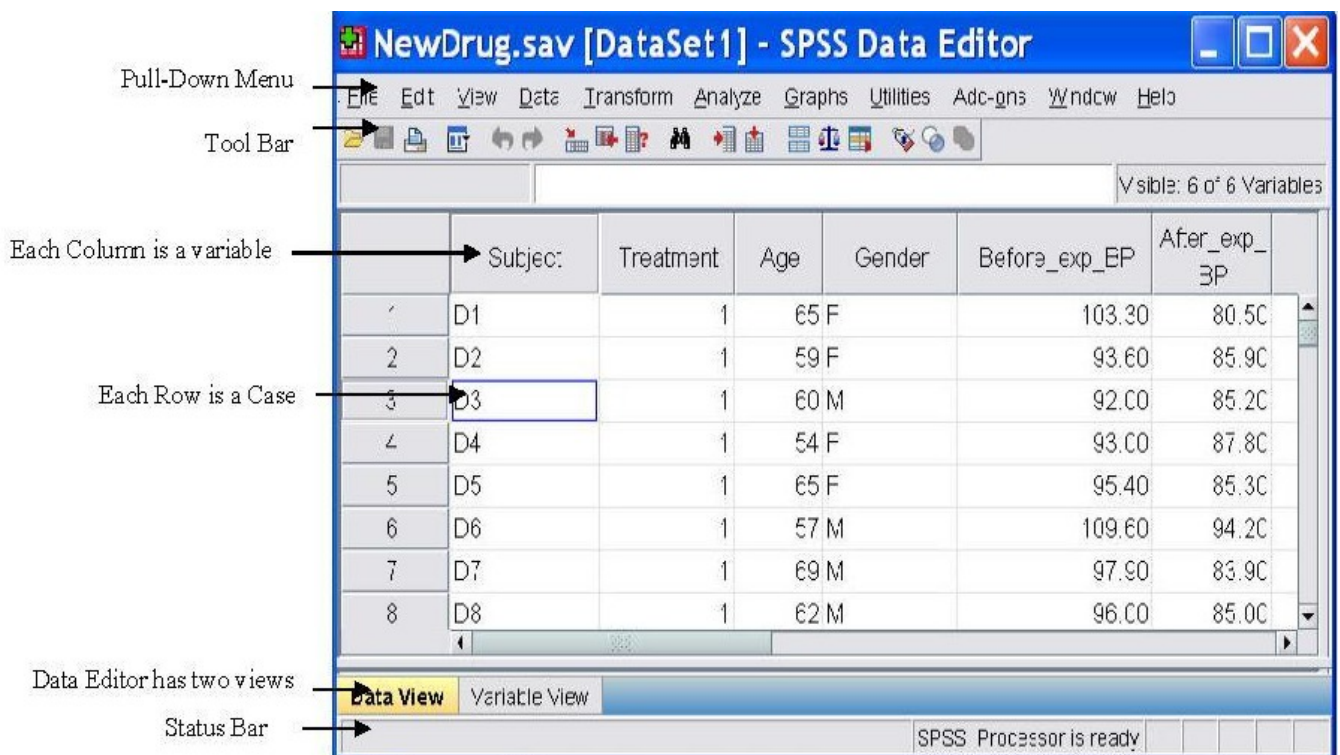 NewDrug.sav [DataSet1] - SPSS Data Editor
Pull-Down Menu
File Edit View Data Transform Analyze Graphs Utilities Add-ons Window Help
Tool Bar
Visible: 6 of 6 Variables
Each Column is a variable
Subject Treatment Age Gender Before_exp_BP After_exp_
BP
1 D1 1 65 F 103.30 80.50
2 D2 1 59 F 93.60 85.90
Each Row is a Case
3 D3 1 60 M 92.00 85.20
4 D4 1 54 F 93.00 87.80
5 D5 1 65 F 95.40 85.30
6 D6 1 57 M 109.60 94.20
7 D7 1 69 M 97.90 83.90
8 D8 1 62 M 96.00 85.00
Data Editor has two views
Data View Variable View
Status Bar
SPSS Processor is ready